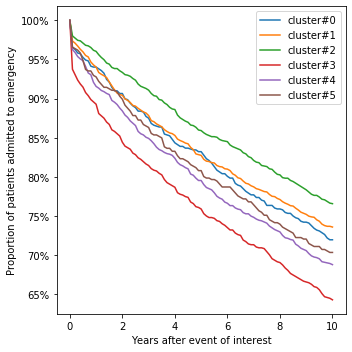 100%
95%
90%
85%
80%
75%
70%
65%
Proportion of patients admitted to emergency
cluster#0
cluster#1
cluster#2
cluster#3
cluster#4
cluster#5
0 2 4 6 8 10
Years after event of interest